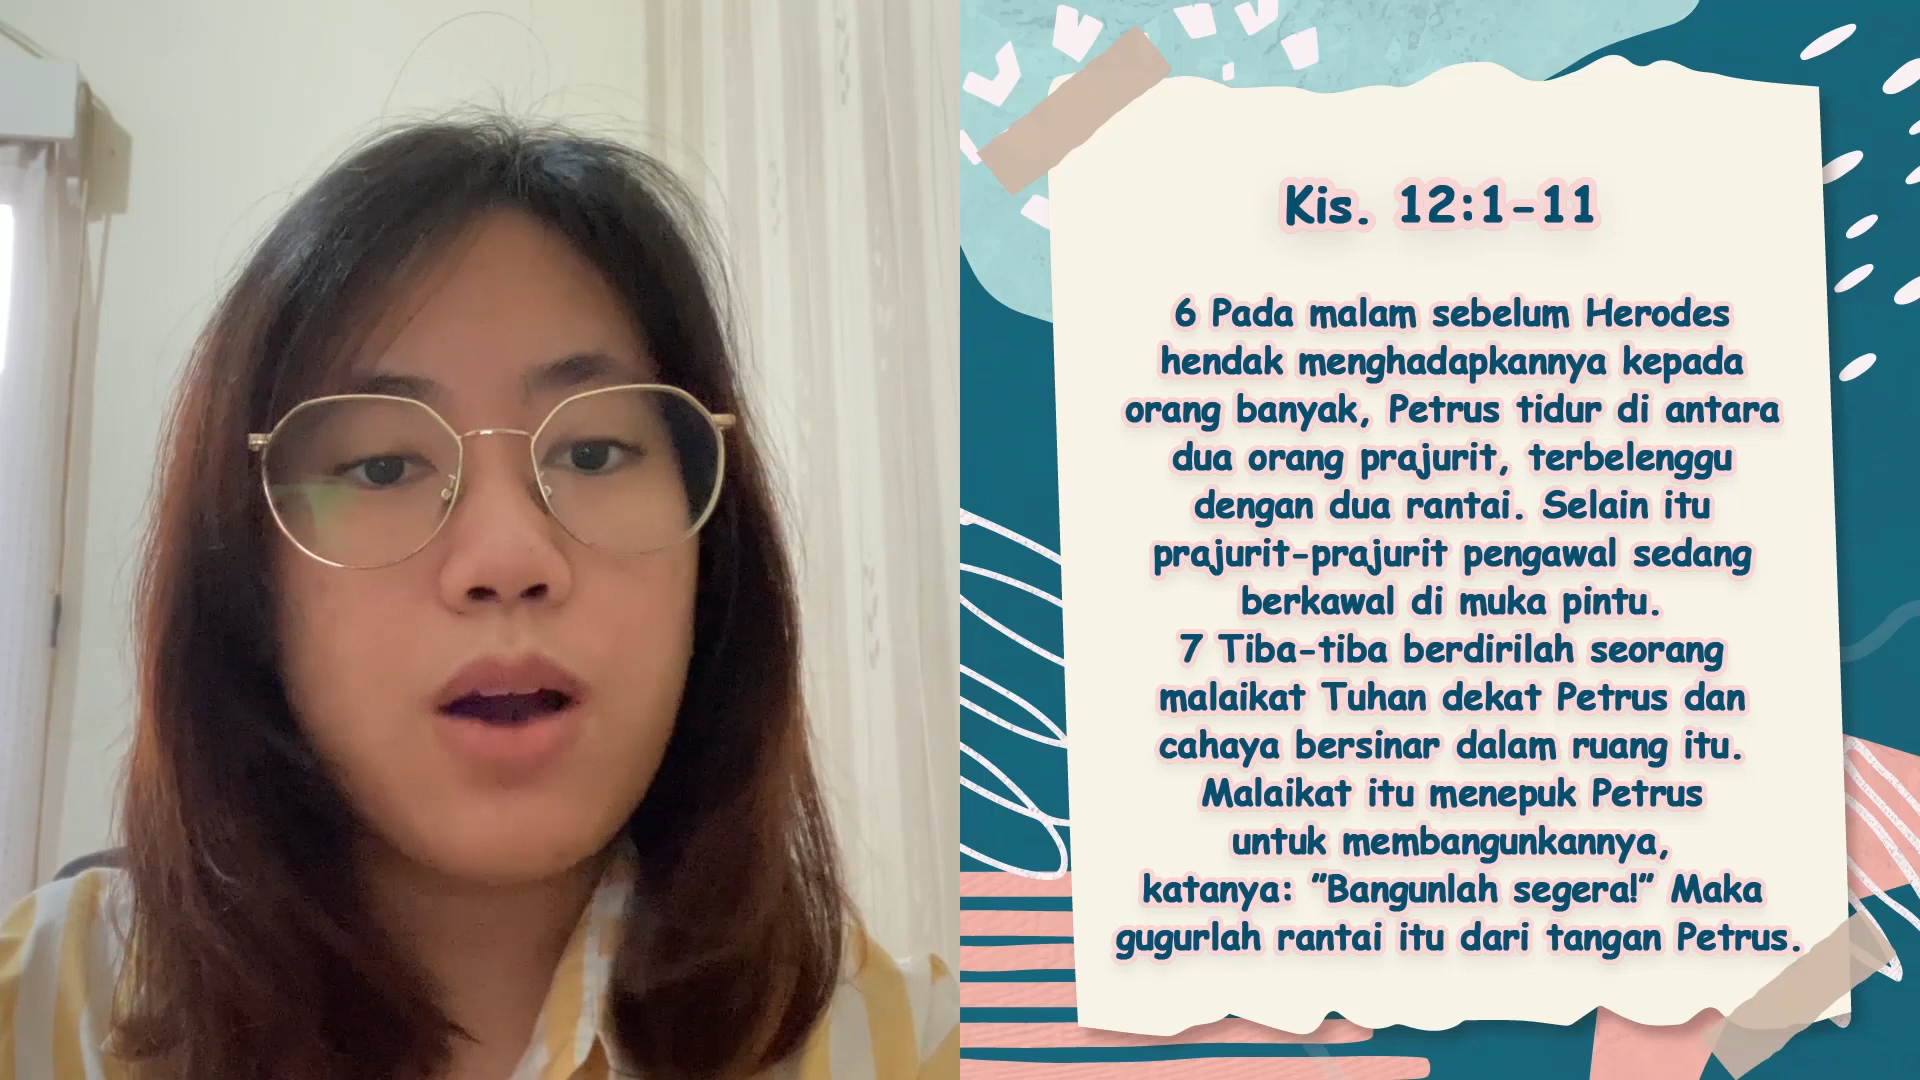 Kis. 12:1-11
6 Pada malam sebelum Herodes
hendak menghadapkannya kepada
orang banyak, Petrus tidur di antara
dua orang prajurit, terbelenggu
dengan dua rantai. Selain itu
prajurit-prajurit pengawal sedang
berkawal di muka pintu.
7 Tiba-tiba berdirilah seorang
malaikat Tuhan dekat Petrus dan
cahaya bersinar dalam ruang itu.
Malaikat itu menepuk Petrus
untuk membangunkannya,
katanya: "Bangunlah segera!" Maka
gugurlah rantai itu dari tangan Petrus.